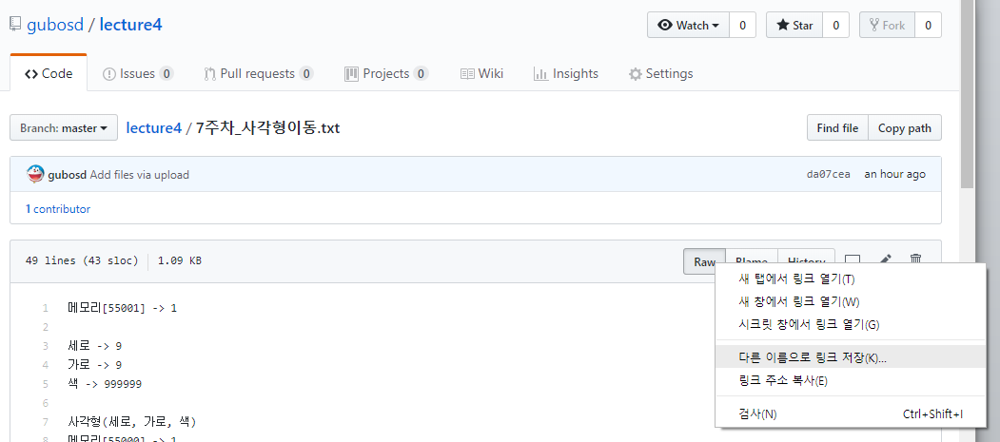 gubosd / lecture4
Watch 0 Star 0 Fork 0
Code Issues 0 Pull requests 0 Projects 0 Wiki Insights Settings
Branch: master lecture4 / 7주차_사각형이동.txt Find file Copy path
gubosd Add files via upload da07cea an hour ago
1 contributor
49 lines (43 sloc) 1.09 KB Raw Blame History
1 메모리[55001] -> 1
2
3 세로 -> 9
4 가로 -> 9
5 색 -> 999999
6
7 사각형(세로, 가로, 색)
8 메모리[55000] -> 1
새 탭에서 링크 열기(T)
새 창에서 링크 열기(W)
시크릿 창에서 링크 열기(G)
다른 이름으로 링크 저장(K)...
링크 주소 복사(E)
검사(N) Ctrl+Shift+I